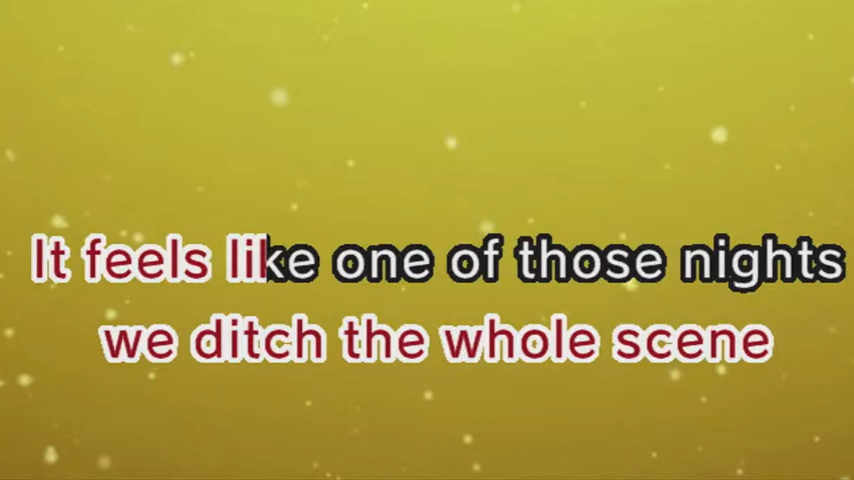 It feels like one of those nights
we ditch the whole scene